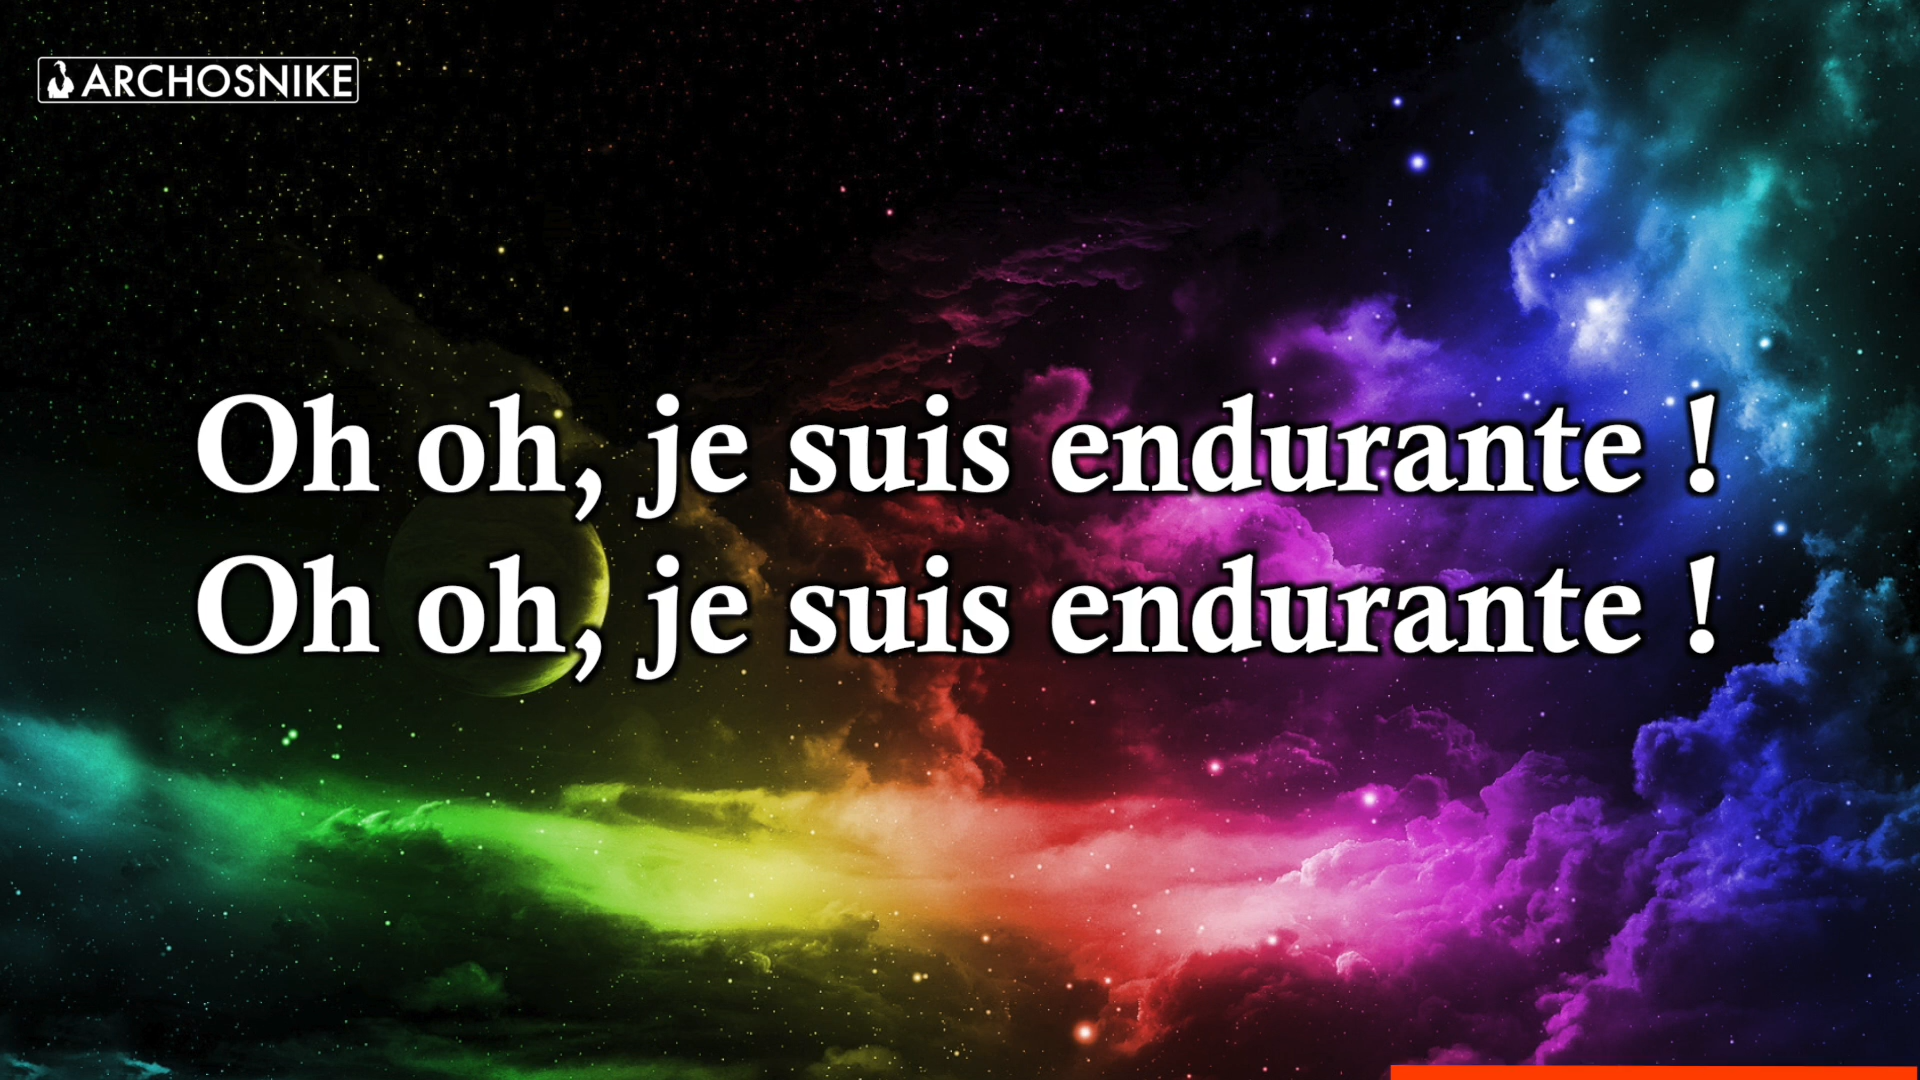 ARCHOSNIKE
Oh oh, je suis endurante !
Oh oh, je suis endurante !